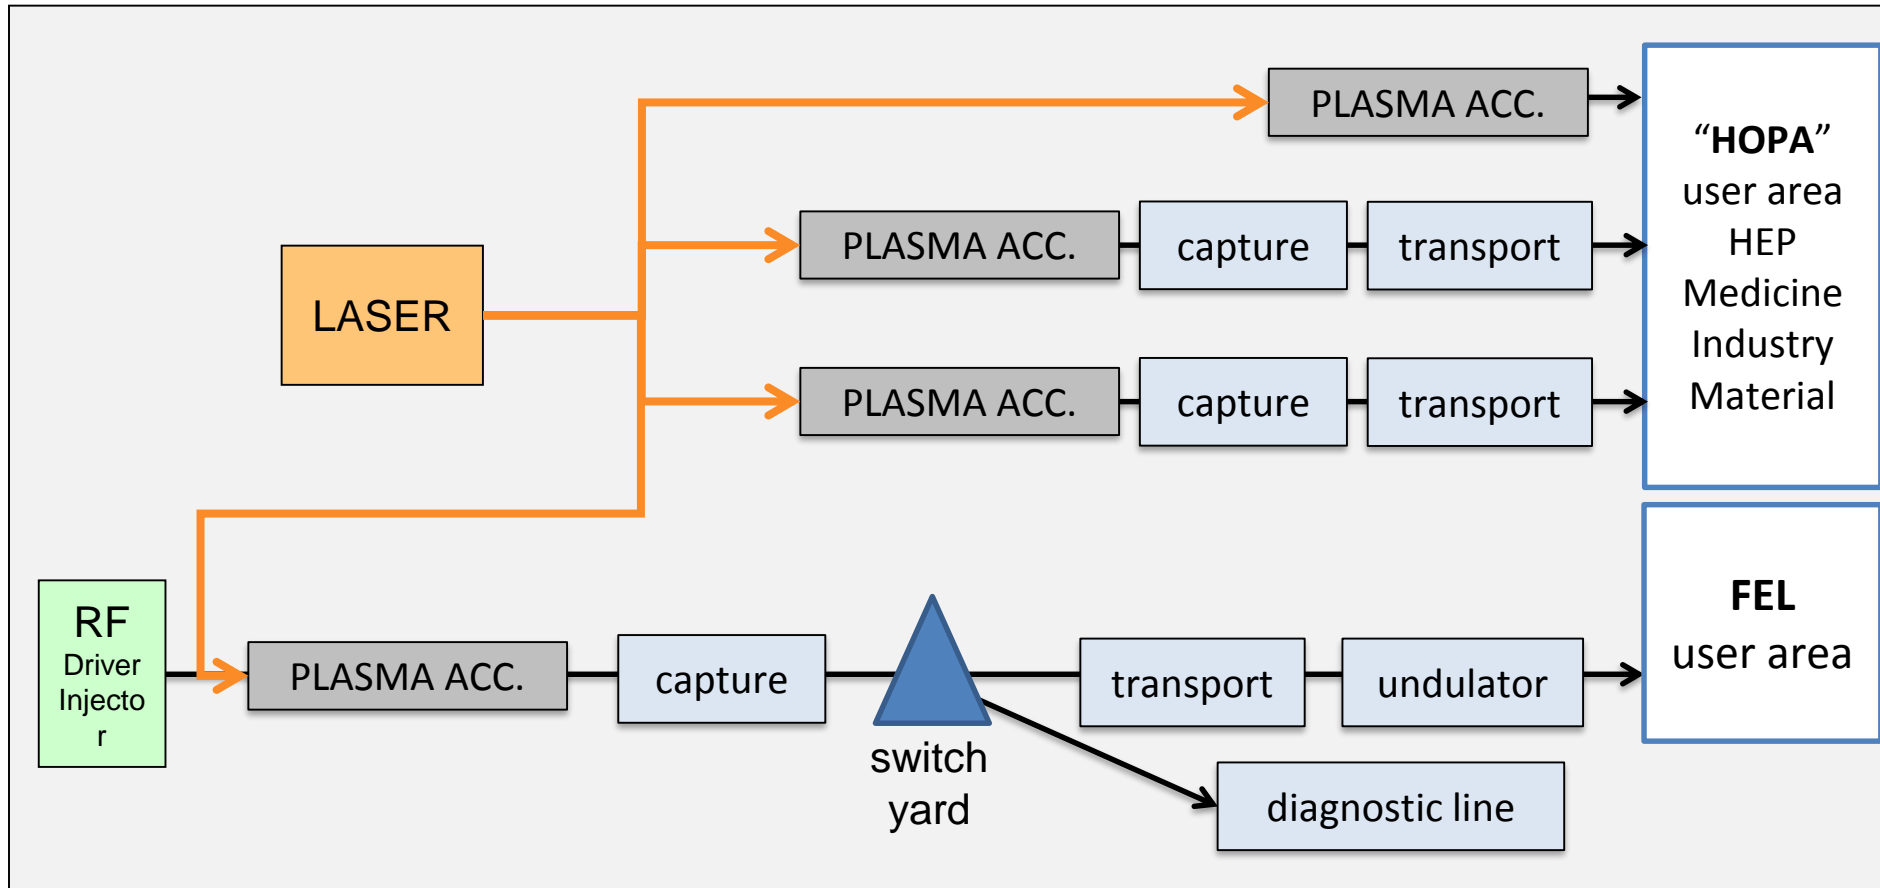 PLASMA ACC.
“HOPA”
user area
HEP
Medicine
Industry
Material
PLASMA ACC.
capture
transport
LASER
PLASMA ACC.
capture
transport
RF
Driver
Injecto
r
PLASMA ACC.
capture
switch
yard
transport
undulator
diagnostic line
FEL
user area